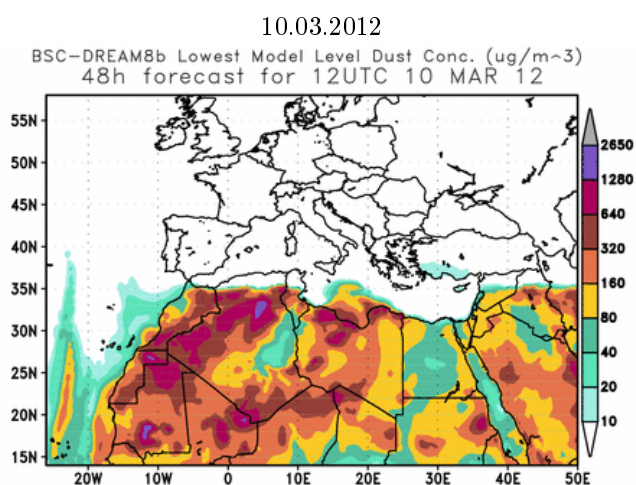 10.03.2012
BSC-DREAM8b Lowest Model Level Dust Conc. (ug/m^3)
48h forecast for 12UTC 10 MAR 12
55N
50N
45N
40N
35N
30N
25N
20N
15N
20W
10W
0
10E
20E
30E
40E
50E
2650
1280
640
320
160
80
40
20
10